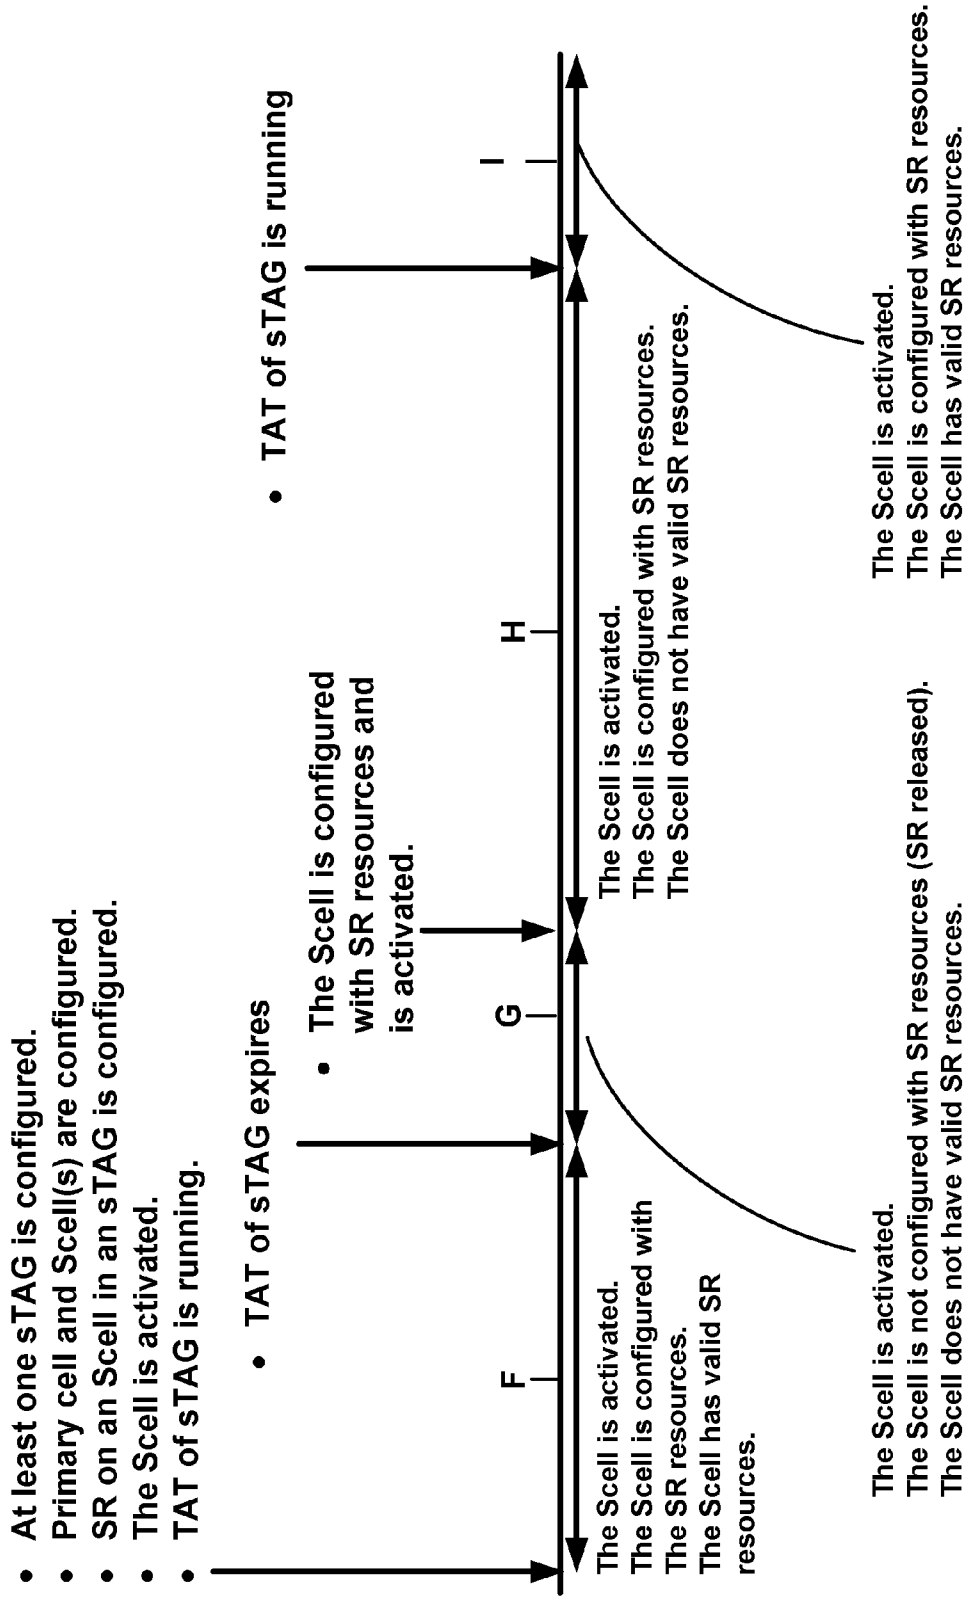 • At least one sTAG is configured.
• Primary cell and Scell(s) are configured.
• SR on an Scell in an sTAG is configured.
• The Scell is activated.
• TAT of sTAG is running.
• TAT of sTAG expires
• The Scell is configured
with SR resources and
is activated.
• TAT of sTAG is running
F
G
H
I
The Scell is activated.
The Scell is configured with
the SR resources.
The Scell has valid SR
resources.
The Scell is activated.
The Scell is configured with SR resources.
The Scell does not have valid SR resources.
The Scell is activated.
The Scell is not configured with SR resources (SR released).
The Scell does not have valid SR resources.
The Scell is activated.
The Scell is configured with SR resources.
The Scell has valid SR resources.